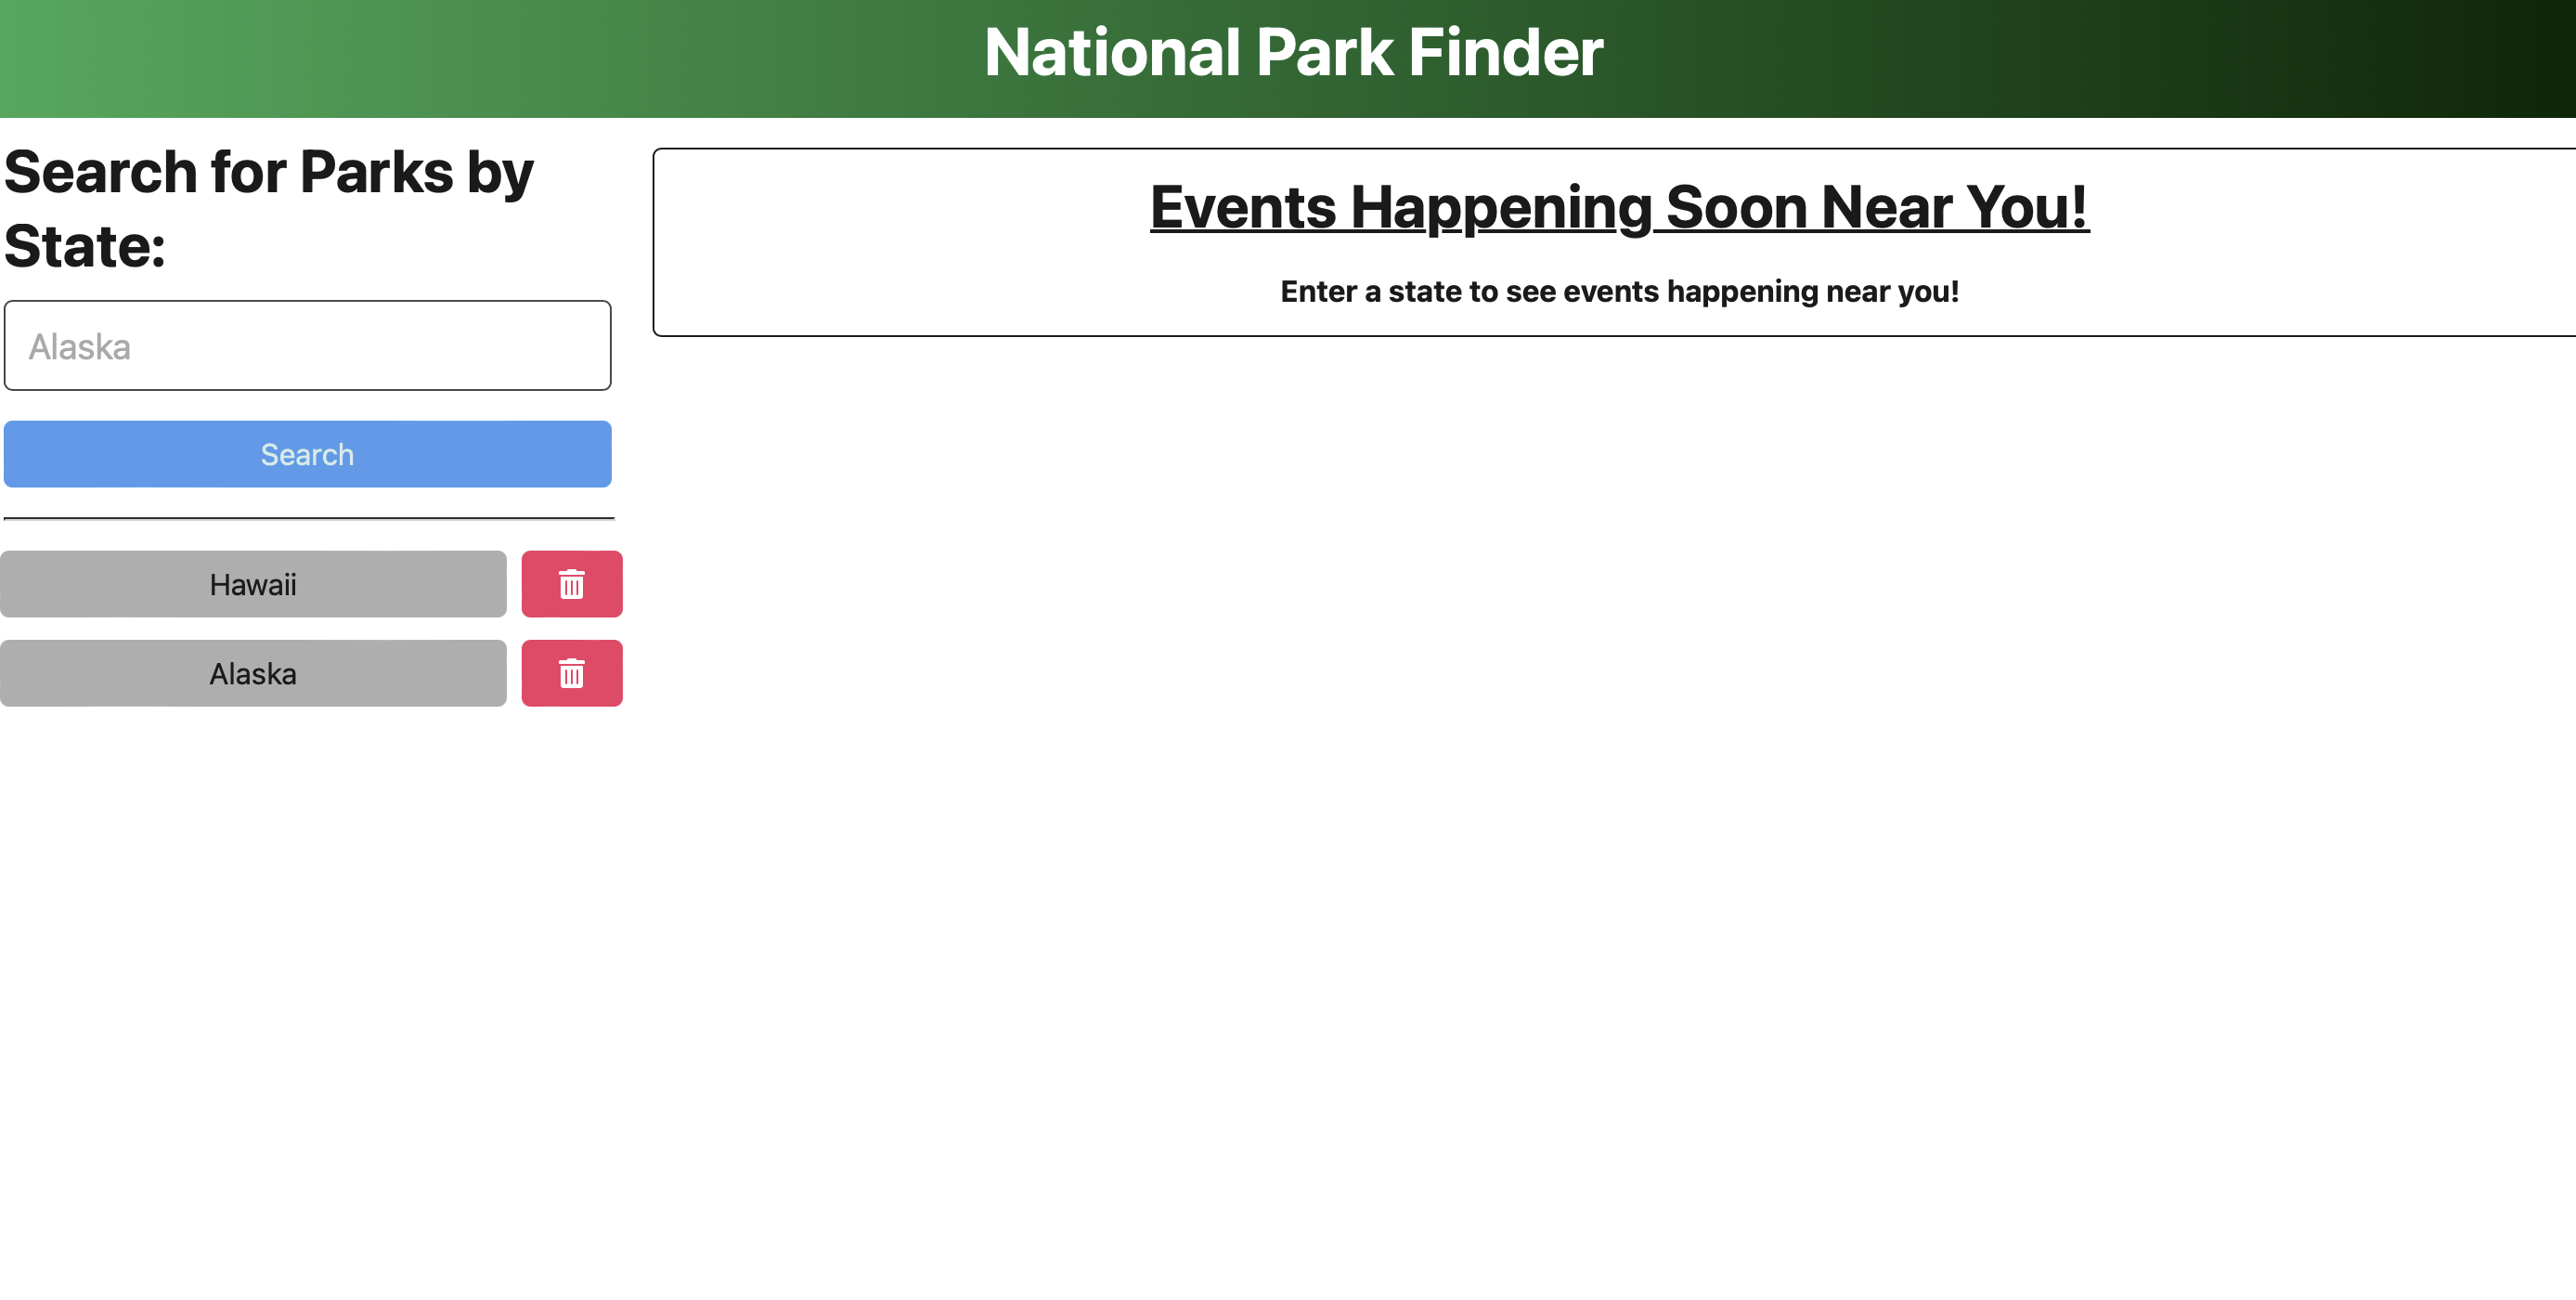 National Park Finder
Search for Parks by
State:
Alaska
Search
Hawaii
Alaska
Events Happening Soon Near You!
Enter a state to see events happening near you!